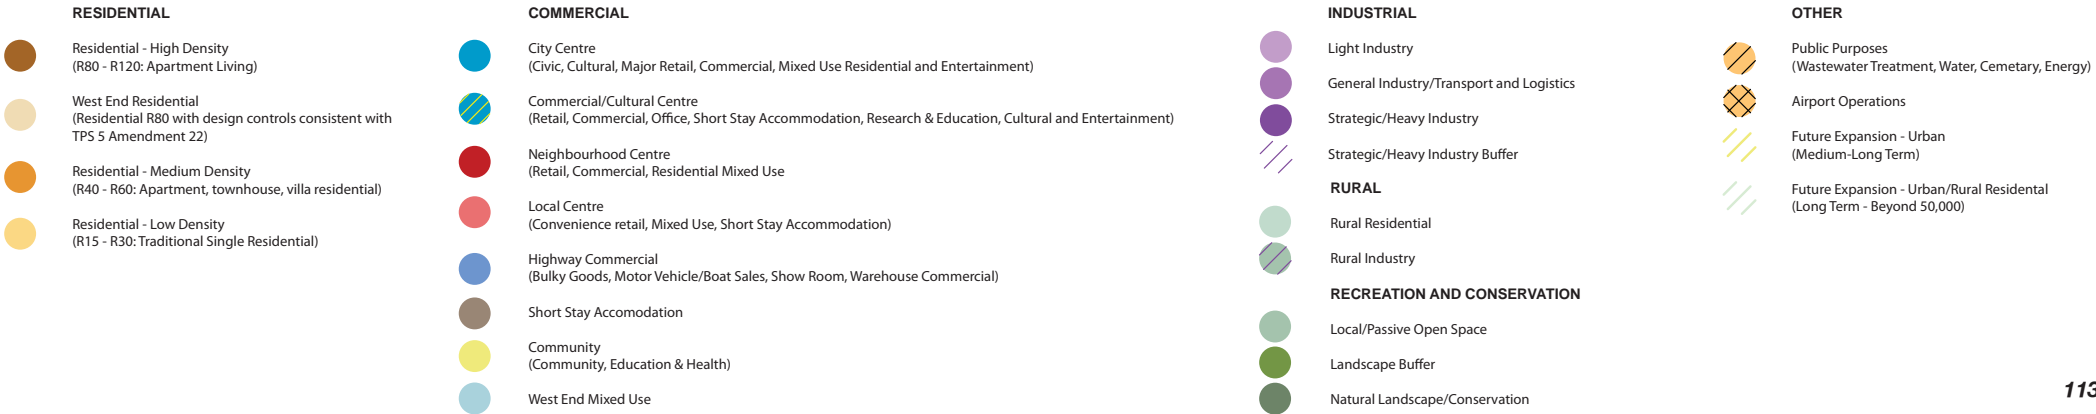 RESIDENTIAL
Residential - High Density
(R80 - R120: Apartment Living)
West End Residential
(Residential R80 with design controls consistent with
TPS 5 Amendment 22)
Residential - Medium Density
(R40 - R60: Apartment, townhouse, villa residential)
Residential - Low Density
(R15 - R30: Traditional Single Residential)
COMMERCIAL
City Centre
(Civic, Cultural, Major Retail, Commercial, Mixed Use Residential and Entertainment)
Commercial/Cultural Centre
(Retail, Commercial, Office, Short Stay Accommodation, Research & Education, Cultural and Entertainment)
Neighbourhood Centre
(Retail, Commercial, Residential Mixed Use
Local Centre
(Convenience retail, Mixed Use, Short Stay Accommodation)
Highway Commercial
(Bulky Goods, Motor Vehicle/Boat Sales, Show Room, Warehouse Commercial)
Short Stay Accomodation
Community
(Community, Education & Health)
West End Mixed Use
INDUSTRIAL
Light Industry
General Industry/Transport and Logistics
Strategic/Heavy Industry
Strategic/Heavy Industry Buffer
RURAL
Rural Residential
Rural Industry
RECREATION AND CONSERVATION
Local/Passive Open Space
Landscape Buffer
Natural Landscape/Conservation
OTHER
Public Purposes
(Wastewater Treatment, Water, Cemetary, Energy)
Airport Operations
Future Expansion - Urban
(Medium-Long Term)
Future Expansion - Urban/Rural Residental
(Long Term - Beyond 50,000)
113